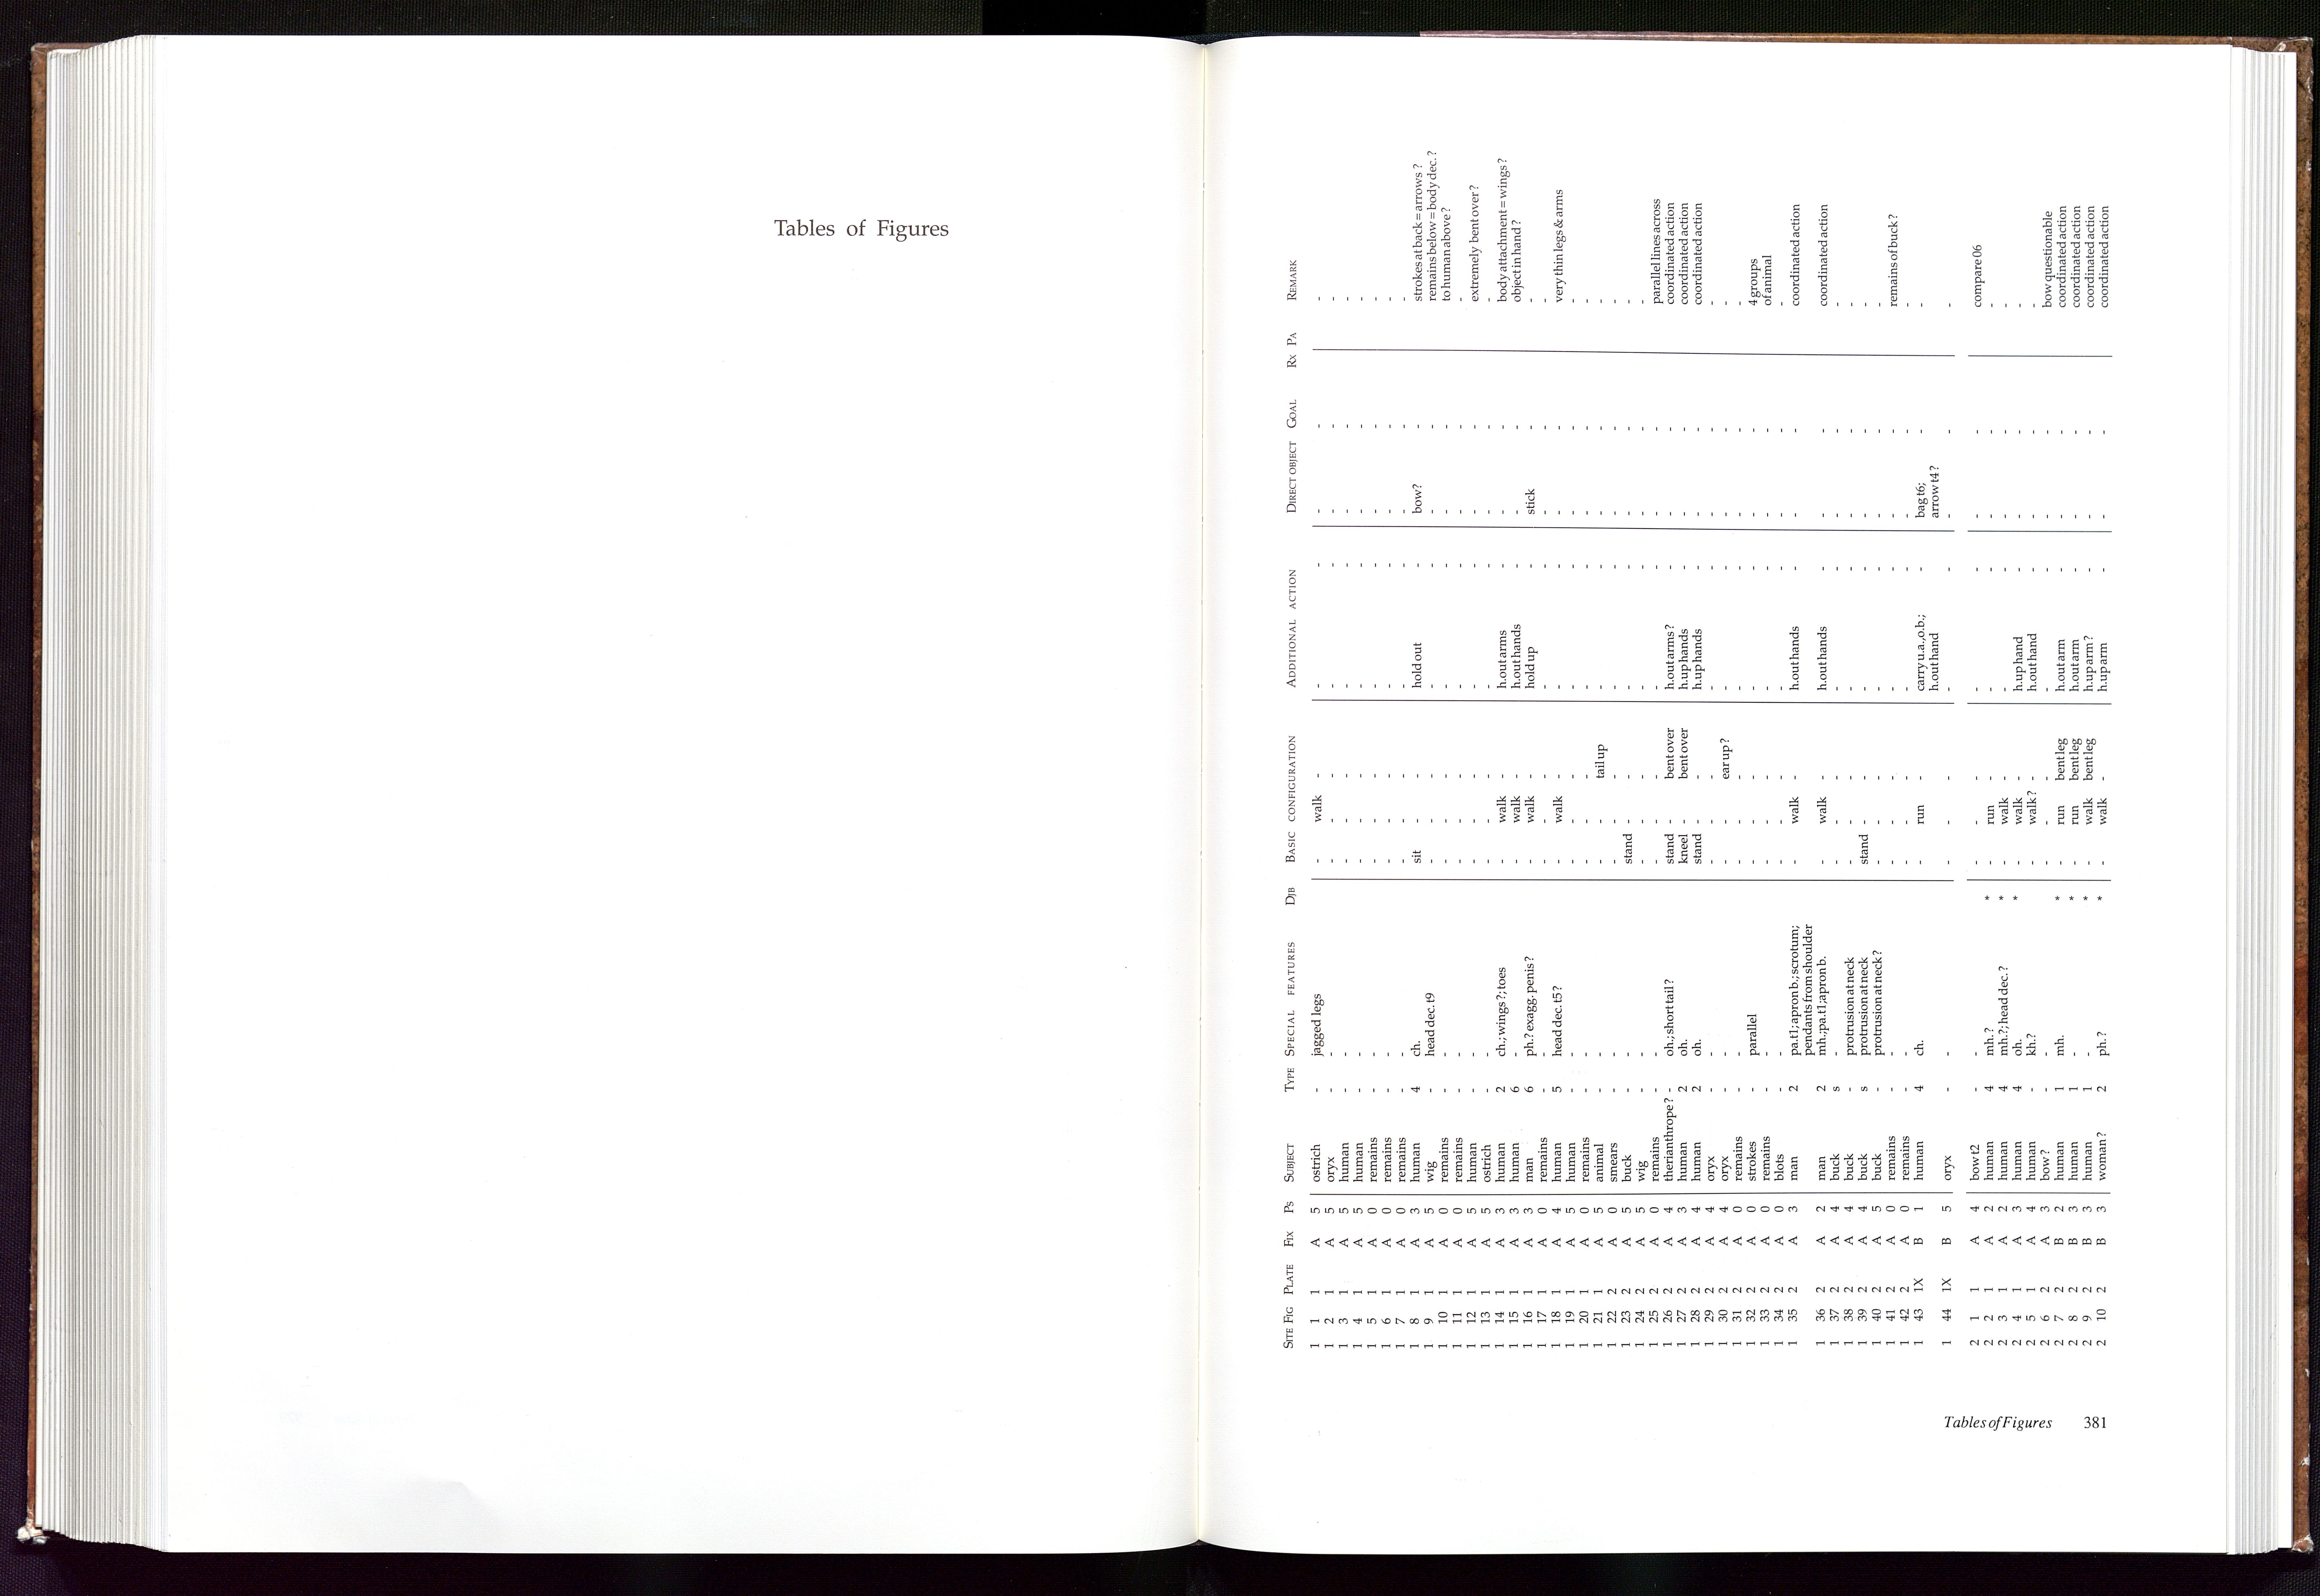 Tables of Figures
SITE FIG PLATE FIX PS SUBJECT TYPE SPECIAL FEATURES DJB BASIC CONFIGURATION ADDITIONAL ACTION DIRECT OBJECT GOAL RX PA REMARK
1 1 1 A 5 ostrich - jagged legs - walk - - - - - -
1 2 1 A 5 oryx - - - - - - - - - -
1 3 1 A 5 human - - - - - - - - - -
1 4 1 A 5 human - - - - - - - - - -
1 5 1 A 0 remains - - - - - - - - - -
1 6 1 A 0 remains - - - - - - - - - -
1 7 1 A 0 remains - - - - - - - - - -
1 8 1 A 3 human 4 ch. sit - - hold out - bow? - strokes at back = arrows ?
1 9 1 A 5 wig - head dec. t9 - - - - - - - remains below = body dec. ?
1 10 1 A 0 remains - - - - - - - - - to human above ?
1 11 1 A 0 remains - - - - - - - - - -
1 12 1 A 5 human - - - - - - - - - extremely bent over ?
1 13 1 A 5 ostrich - - - - - - - - - -
1 14 1 A 3 human 2 ch.; wings ?; toes - walk - h.out arms - - - body attachment = wings ?
1 15 1 A 3 human 6 - - walk - h.out hands - - - object in hand ?
1 16 1 A 3 man 6 ph.? exagg. penis ? - walk - hold up - stick - -
1 17 1 A 0 remains - - - - - - - - - -
1 18 1 A 4 human 5 head dec. t5 ? - walk - - - - - very thin legs & arms
1 19 1 A 5 human - - - - - - - - - -
1 20 1 A 0 remains - - - - - - - - - -
1 21 1 A 5 animal - - - - tail up - - - - -
1 22 2 A 0 smears - - - - - - - - - -
1 23 2 A 5 buck - - stand - - - - - - -
1 24 2 A 5 wig - - - - - - - - - -
1 25 2 A 0 remains - - - - - - - - - parallel lines across
1 26 2 A 4 therianthrope ? - oh.; short tail ? stand - bent over h.out arms ? - - - coordinated action
1 27 2 A 3 human 2 oh. kneel - bent over h.up hands - - - coordinated action
1 28 2 A 4 human 2 oh. stand - - h.up hands - - - coordinated action
1 29 2 A 4 oryx - - - - - - - - - -
1 30 2 A 4 oryx - - - - ear up ? - - - - -
1 31 2 A 0 remains - - - - - - - - - -
1 32 2 A 0 strokes - parallel - - - - - - - 4 groups
1 33 2 A 0 remains - - - - - - - - - of animal
1 34 2 A 0 blots - - - - - - - - - -
1 35 2 A 3 man 2 pa.t1; apron b.; scrotum; - walk - h.out hands - - - coordinated action
pendants from shoulder
1 36 2 A 2 man 2 mh.; pa.t1; apron b. - walk - h.out hands - - - coordinated action
1 37 2 A 4 buck s - - - - - - - - -
1 38 2 A 4 buck - protrusion at neck - - - - - - - -
1 39 2 A 4 buck s protrusion at neck stand - - - - - - -
1 40 2 A 5 buck - protrusion at neck ? - - - - - - - -
1 41 2 A 0 remains - - - - - - - - - remains of buck ?
1 42 2 A 0 remains - - - - - - - - - -
1 43 1X B 1 human 4 ch. - run - carry u.a.,o.b.; - bag t6; - -
h.out hand arrow t4 ?
1 44 1X B 5 oryx - - - - - - - - - -
2 1 1 A 4 bow t2 - - - - - - - - - compare 06
2 2 1 A 2 human 4 mh. ? * - run - - - - - -
2 3 1 A 2 human 4 mh.?; head dec. ? * - walk - - - - - -
2 4 1 A 3 human 4 oh. * - walk - h.up hand - - - -
2 5 1 A 4 human - kh.? - walk ? - h.out hand - - - -
2 6 2 A 3 bow ? - - - - - - - - - bow questionable
2 7 2 B 2 human 1 mh. * - run bent leg h.out arm - - - coordinated action
2 8 2 B 3 human 1 - * - run bent leg h.out arm - - - coordinated action
2 9 2 B 3 human 1 - * - walk bent leg h.up arm ? - - - coordinated action
2 10 2 B 3 woman ? 2 ph.? * - walk - h.up arm - - - coordinated action
Tables of Figures 381